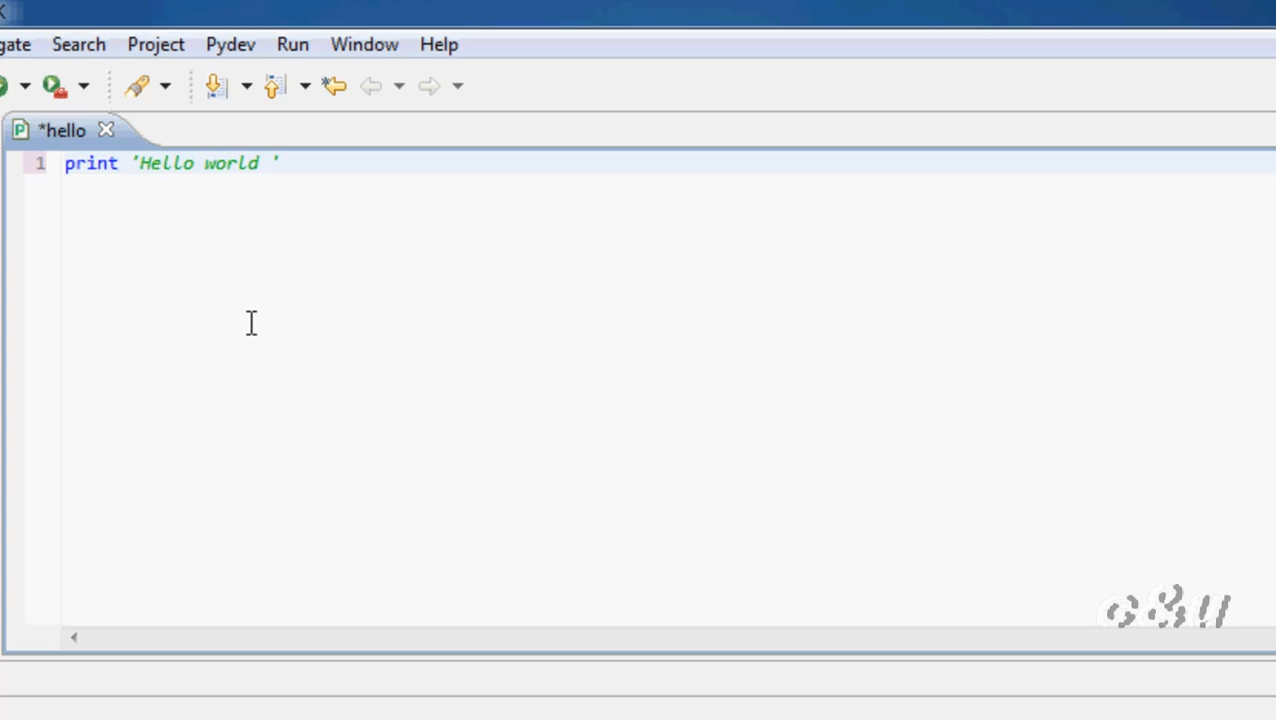 gate Search Project Pydev Run Window Help
*hello
1 print 'Hello world '